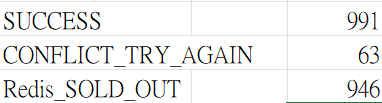 SUCCESS 991
CONFLICT_TRY_AGAIN 63
Redis_SOLD_OUT 946